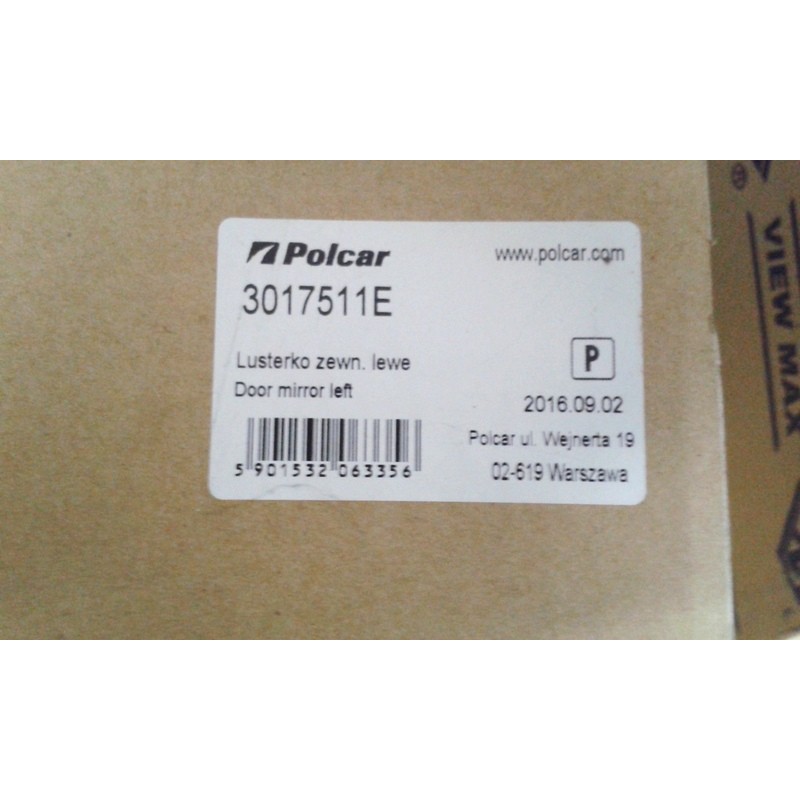 Polcar
www.polcar.com
3017511E
Lusterko zewn. lewe
P
Door mirror left
2016.09.02
Polcar ul. Wejnerta 19
5 901532 063356
02-619 Warszawa
VIEW MAX
®